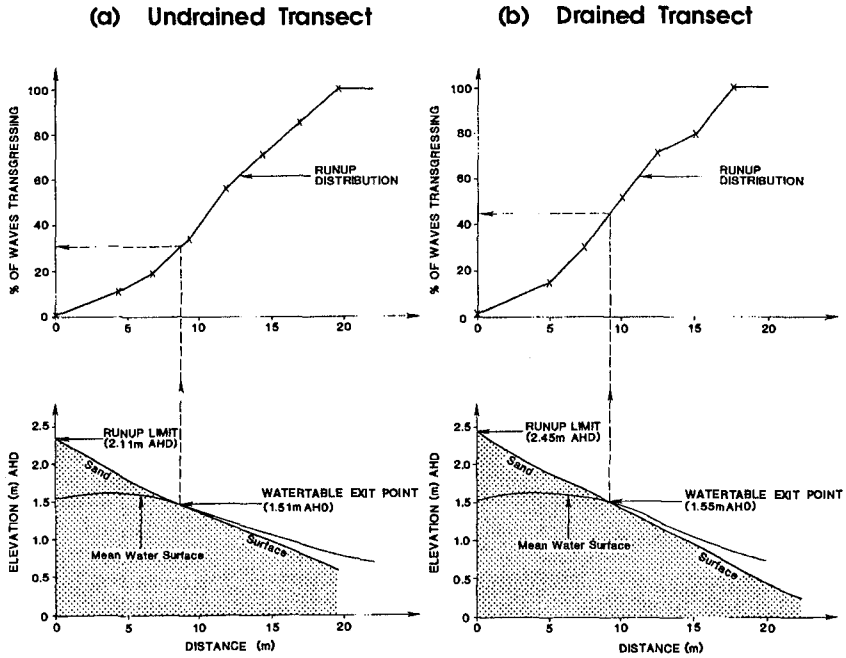 (a) Undrained Transect
(b) Drained Transect
% OF WAVES TRANSGRESSING
100
80
60
40
20
0
RUNUP
DISTRIBUTION
0
5
10
15
20
% OF WAVES TRANSGRESSING
100
80
60
40
20
0
RUNUP
DISTRIBUTION
0
5
10
15
20
ELEVATION (m) AHD
2.5
2.0
1.5
1.0
0.5
0
RUNUP LIMIT
(2.11m AHD)
Sand
WATERTABLE EXIT POINT
(1.51m AHD)
Mean Water Surface
Surface
0
5
10
15
20
DISTANCE (m)
ELEVATION (m) AHD
2.5
2.0
1.5
1.0
0.5
0
RUNUP LIMIT
(2.45m AHD)
Sand
WATERTABLE EXIT POINT
(1.55m AHD)
Mean Water Surface
Surface
0
5
10
15
20
DISTANCE (m)